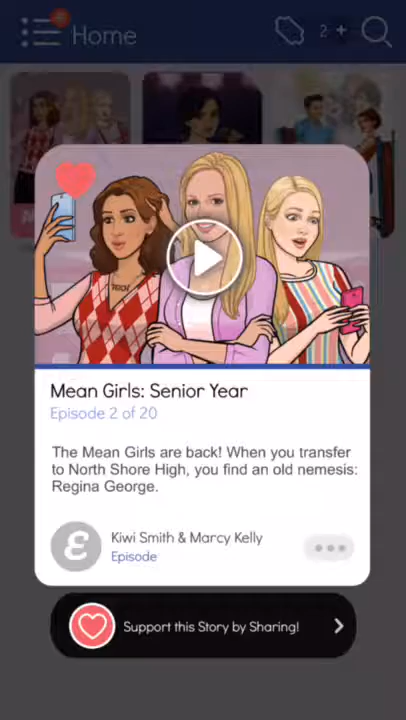 Home
2 +
Mean Girls: Senior Year
Episode 2 of 20
The Mean Girls are back! When you transfer
to North Shore High, you find an old nemesis:
Regina George.
Kiwi Smith & Marcy Kelly
Episode
Support this Story by Sharing!